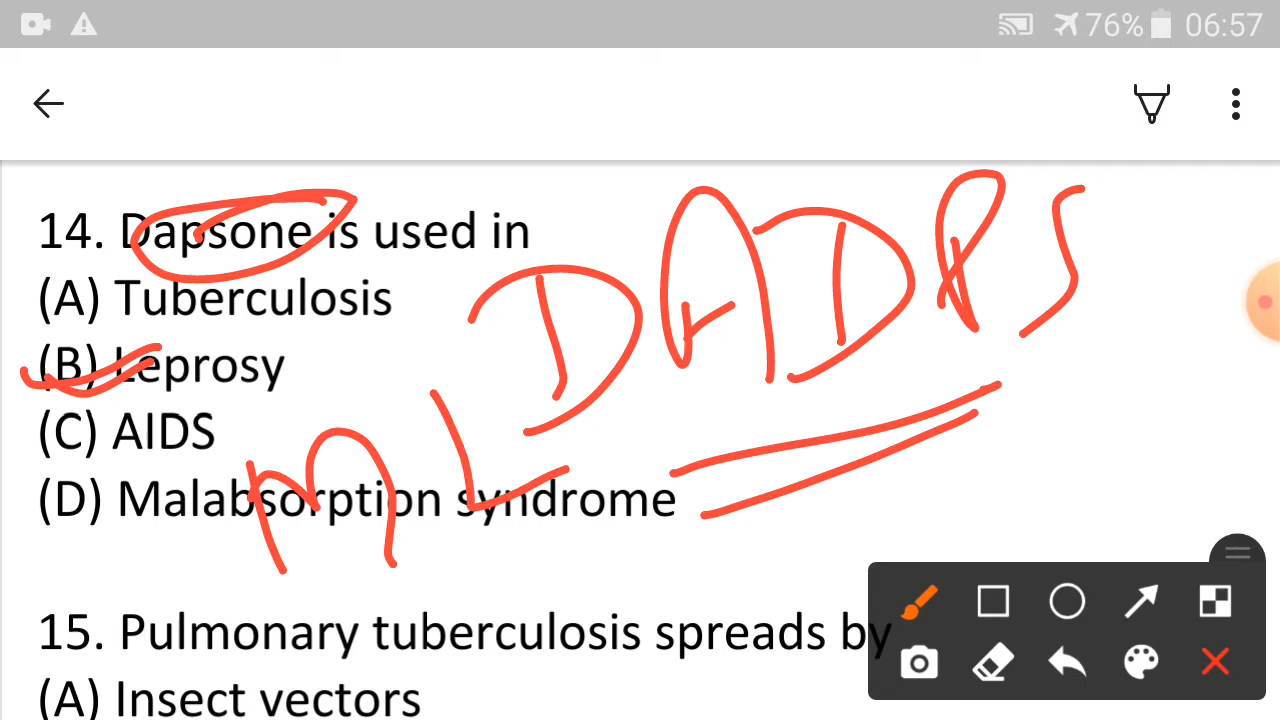 76% 06:57
14. Dapsone is used in
(A) Tuberculosis
(B) Leprosy
(C) AIDS
(D) Malabsorption syndrome
DADPS
ML
15. Pulmonary tuberculosis spreads by
(A) Insect vectors